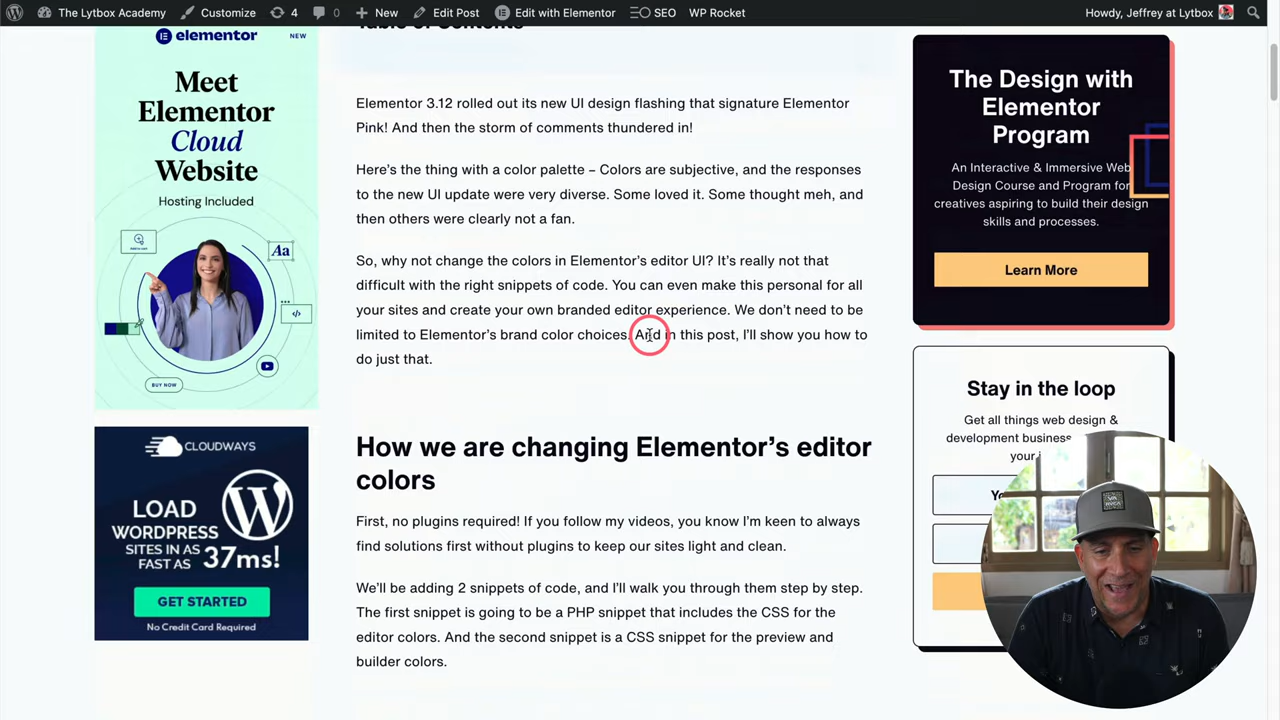 The Lytbox Academy
Customize
4
0
New
Edit Post
Edit with Elementor
SEO
WP Rocket
Howdy, Jeffrey at Lytbox
elementor
NEW
Meet
Elementor
Cloud
Website
Hosting Included
Aa
BUY NOW
CLOUDWAYS
LOAD
WORDPRESS
SITES IN AS
FAST AS 37ms!
GET STARTED
No Credit Card Required
Table of Contents
Elementor 3.12 rolled out its new UI design flashing that signature Elementor
Pink! And then the storm of comments thundered in!
Here's the thing with a color palette – Colors are subjective, and the responses
to the new UI update were very diverse. Some loved it. Some thought meh, and
then others were clearly not a fan.
So, why not change the colors in Elementor's editor UI? It's really not that
difficult with the right snippets of code. You can even make this personal for all
your sites and create your own branded editor experience. We don't need to be
limited to Elementor's brand color choices. And in this post, I'll show you how to
do just that.
How we are changing Elementor's editor
colors
First, no plugins required! If you follow my videos, you know I'm keen to always
find solutions first without plugins to keep our sites light and clean.
We'll be adding 2 snippets of code, and I'll walk you through them step by step.
The first snippet is going to be a PHP snippet that includes the CSS for the
editor colors. And the second snippet is a CSS snippet for the preview and
builder colors.
The Design with
Elementor
Program
An Interactive & Immersive Web
Design Course and Program for
creatives aspiring to build their design
skills and processes.
Learn More
Stay in the loop
Get all things web design &
development business